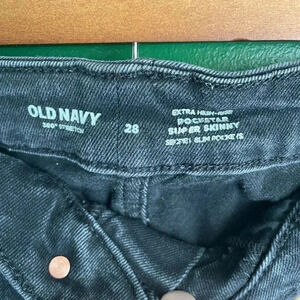 OLD NAVY
360° STRETCH
28
EXTRA HIGH-RISE
ROCKSTAR
SUPER SKINNY